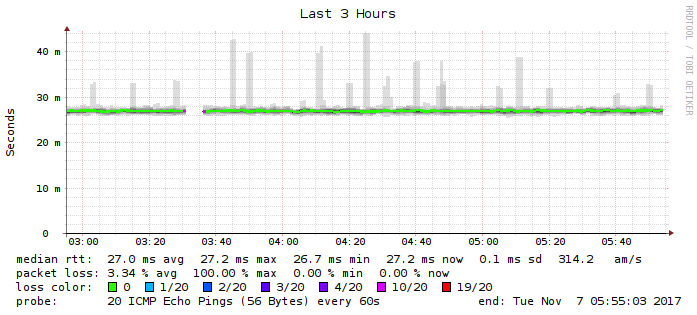 Last 3 Hours
RRDTOOL / TOBI OETIKER
Seconds
40 m
30 m
20 m
10 m
0
03:00 03:20 03:40 04:00 04:20 04:40 05:00 05:20 05:40
median rtt: 27.0 ms avg 27.2 ms max 26.7 ms min 27.2 ms now 0.1 ms sd 314.2 am/s
packet loss: 3.34 % avg 100.00 % max 0.00 % min 0.00 % now
loss color: 0 1/20 2/20 3/20 4/20 10/20 19/20
probe: 20 ICMP Echo Pings (56 Bytes) every 60s end: Tue Nov 7 05:55:03 2017